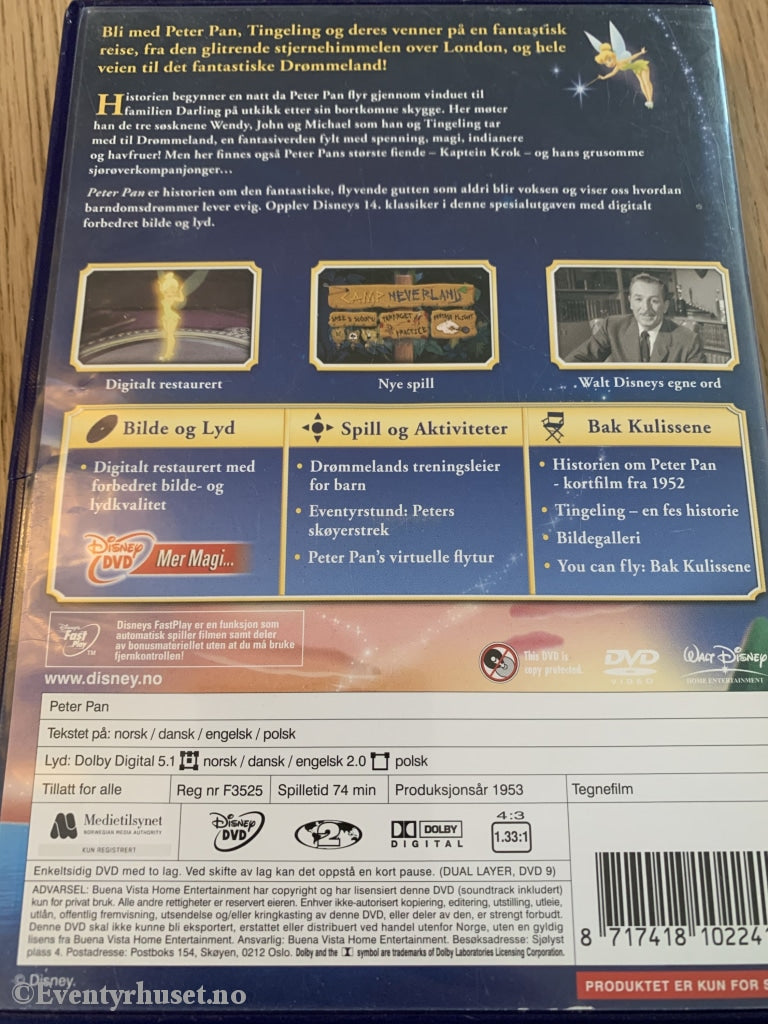 Bli med Peter Pan, Tingeling og deres venner på en fantastisk
reise, fra den glitrende stjernehimmelen over London, og hele
veien til det fantastiske Drømmeland!
Historien begynner en natt da Peter Pan flyr gjennom vinduet til
familien Darling på utkikk etter sin bortkomne skygge. Her møter
han de tre søsknene Wendy, John og Michael som han og Tingeling tar
med til Drømmeland, en fantasiverden fylt med spenning, magi, indianere
og havfruer! Men her finnes også Peter Pans største fiende – Kaptein Krok – og hans grusomme
sjørøverkompanjonger...
Peter Pan er historien om den fantastiske, flyvende gutten som aldri blir voksen og viser oss hvordan
barndomsdrømmer lever evig. Opplev Disneys 14. klassiker i denne spesialutgaven med digitalt
forbedret bilde og lyd.
CAMP NEVERLAND
TARGET
PRACTICE
FLIGHT
Digitalt restaurert
Nye spill
Walt Disneys egne ord
Bilde og Lyd
• Digitalt restaurert med
forbedret bilde- og
lydkvalitet
Disney
DVD
Mer Magi...
Spill og Aktiviteter
• Drømmelands treningsleier
for barn
• Eventyrstund: Peters
skøyerstrek
• Peter Pan's virtuelle flytur
Bak Kulissene
• Historien om Peter Pan
- kortfilm fra 1952
• Tingeling – en fes historie
• Bildegalleri
• You can fly: Bak Kulissene
Disney's
Fast
Play
TM
Disneys FastPlay er en funksjon som
automatisk spiller filmen samt deler
av bonusmateriellet uten at du må bruke
fjernkontrollen!
www.disney.no
This DVD is
copy protected.
DVD
VIDEO
WALT DISNEY
HOME ENTERTAINMENT
Peter Pan
Tekstet på: norsk / dansk / engelsk /polsk
Lyd: Dolby Digital 5.1 norsk / dansk / engelsk 2.0 polsk
Tillatt for alle
Reg nr F3525
Spilletid 74 min
Produksjonsår 1953
Tegnefilm
Medietilsynet
NORWEGIAN MEDIA AUTHORITY
KUN REGISTRERT
Disney
DVD
2
DOLBY
DIGITAL
4:3
1.33:1
Enkeltsidig DVD med to lag. Ved skifte av lag kan det oppstå en kort pause. (DUAL LAYER, DVD 9)
ADVARSEL: Buena Vista Home Entertainment har copyright og har lisensiert denne DVD (soundtrack inkludert)
kun for privat bruk. Alle andre rettigheter er reservert eieren. Enhver ikke-autorisert kopiering, editering, utstilling, utleie,
utlån, offentlig fremvisning, utsendelse og/eller kringkasting av denne DVD, eller deler av den, er strengt forbudt.
Denne DVD skal ikke kunne bli eksportert, erstattet eller distribuert ved handel utenfor Norge, uten en gyldig
lisens fra Buena Vista Home Entertainment. Ansvarlig: Buena Vista Home Entertainment. Besøksadresse: Sjølyst
plass 4. Postadresse: Postboks 154, Skøyen, 0212 Oslo. Dolby and the symbol are trademarks of Dolby Laboratories Licensing Corporation.
8 717418 10224
© Disney.
PRODUKTET ER KUN FOR
©Eventyrhuset.no